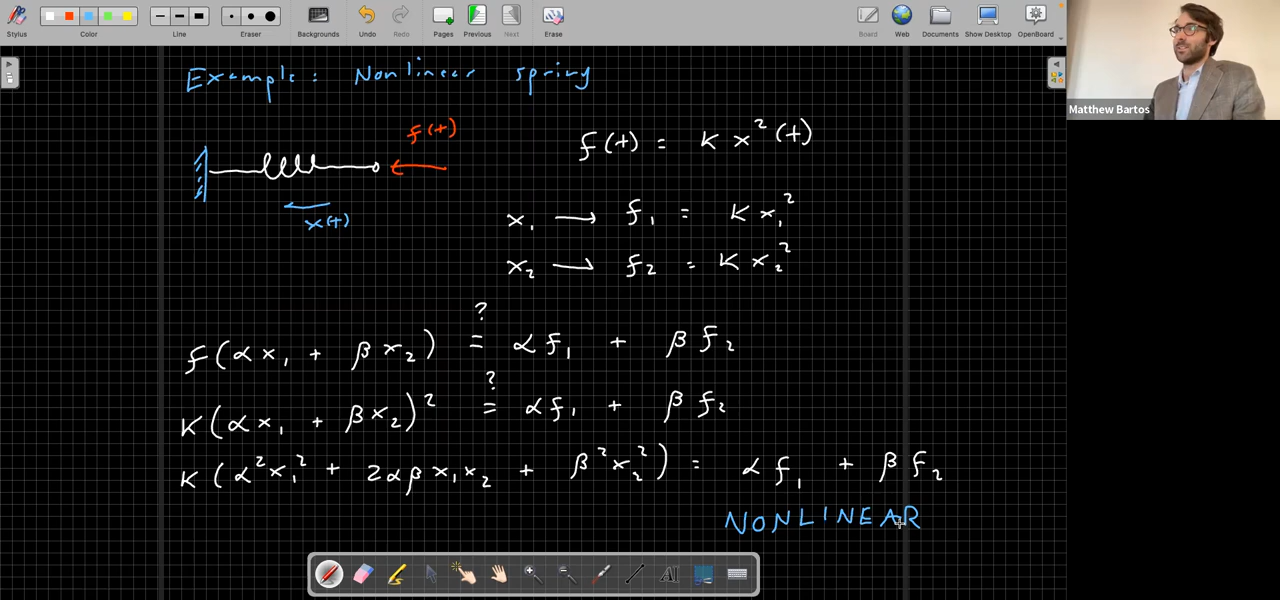 Stylus
Color
Line
Eraser
Backgrounds
Undo
Redo
Pages
Previous
Next
Erase
Board
Web
Documents
Show Desktop
OpenBoard
Matthew Bartos
Example: Nonlinear spring
f(t)
x(t)
f(t) = K x²(t)
x₁ → f₁ = K x₁²
x₂ → f₂ = K x₂²
?
f(αx₁ + βx₂) = αf₁ + βf₂
?
K(αx₁ + βx₂)² = αf₁ + βf₂
K(α²x₁² + 2αβx₁x₂ + β²x₂²) = αf₁ + βf₂
NONLINEAR
AI